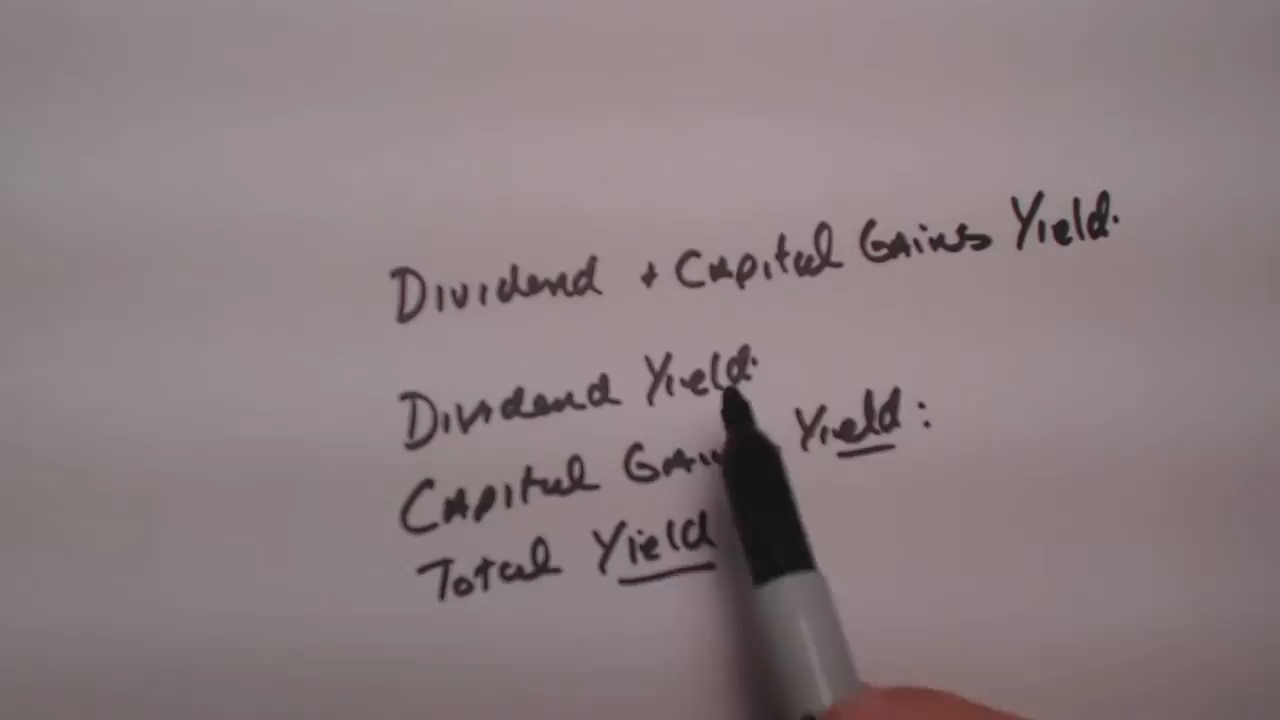 Dividend + Capital Gains Yield.
Dividend Yield:
Capital Yield:
Total Yield